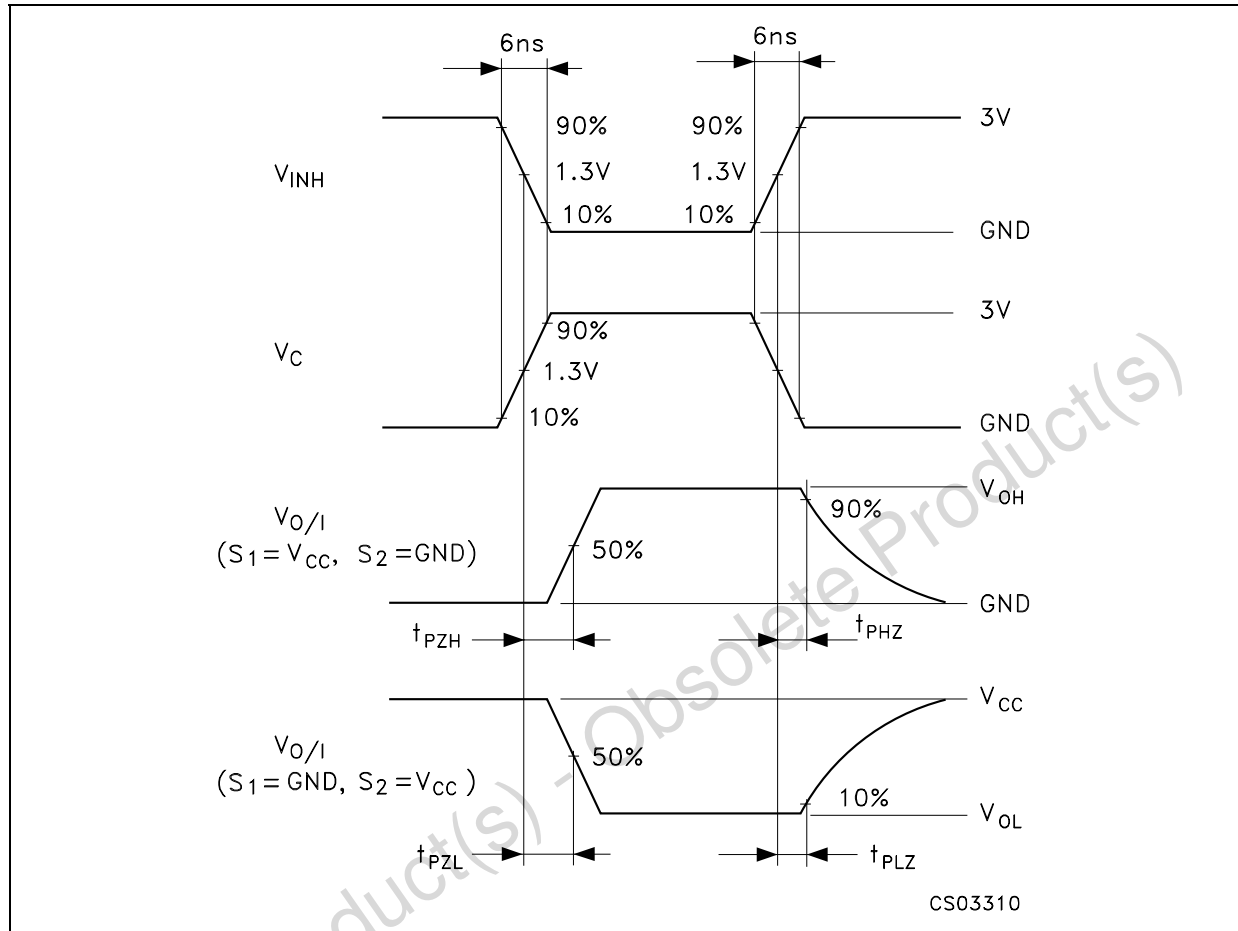 6ns 6ns
90% 90% 3V
V_INH 1.3V 1.3V
10% 10% GND
3V
90%
V_C 1.3V
10% GND
V_OH
90%
V_O/I
(S1=V_CC, S2=GND) 50%
GND
t_PZH t_PHZ
V_CC
V_O/I 50%
(S1=GND, S2=V_CC)
10% V_OL
t_PZL t_PLZ
CS03310
duct(s) - Obsolete Product(s)